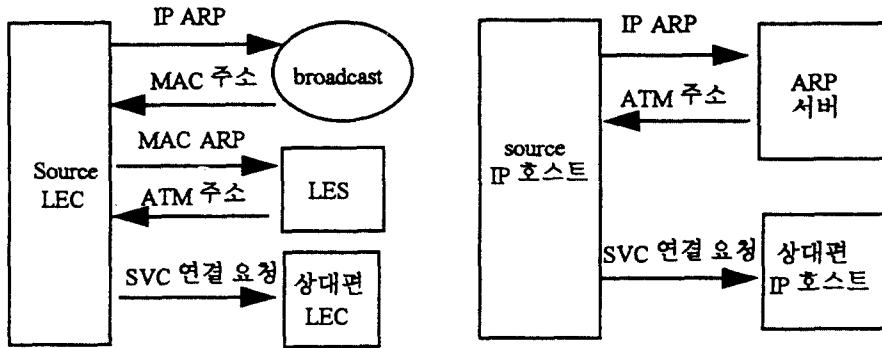 IP ARP
broadcast
MAC 주소
MAC ARP
Source
LEC
LES
ATM 주소
SVC 연결 요청
상대편
LEC
IP ARP
ARP
서버
ATM 주소
source
IP 호스트
SVC 연결 요청
상대편
IP 호스트